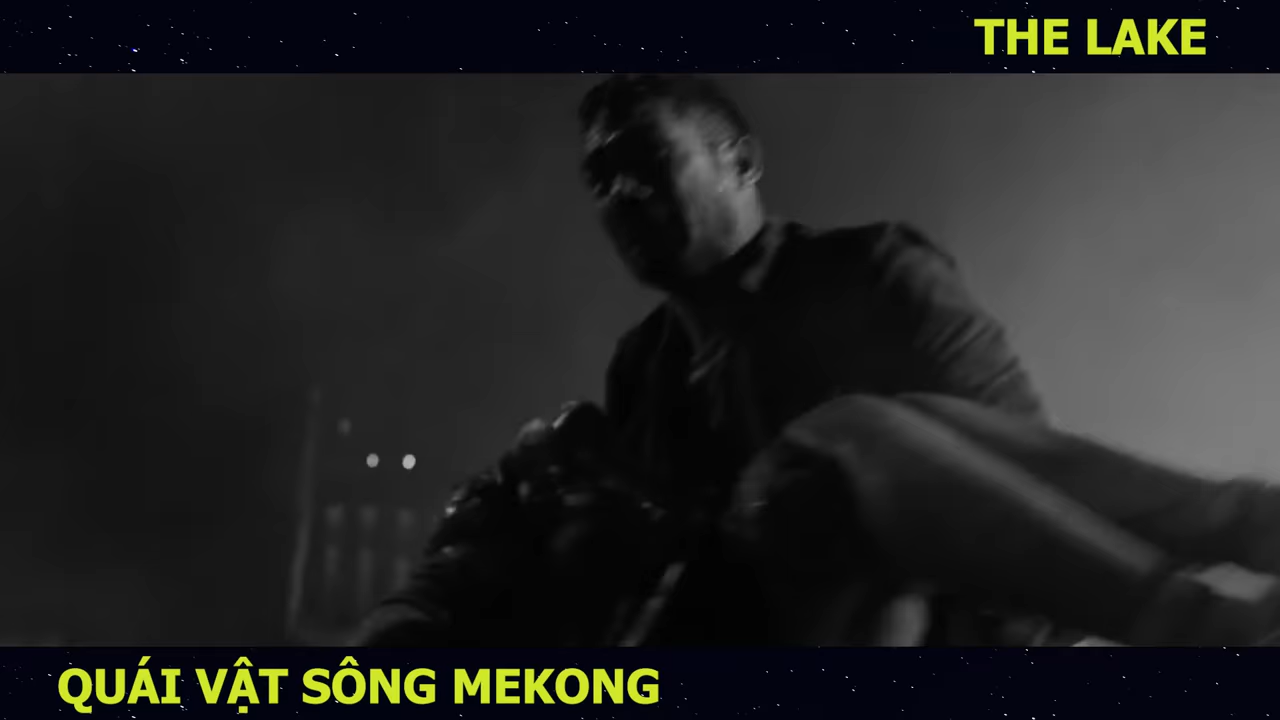 THE LAKE
QUÁI VẬT SÔNG MEKONG